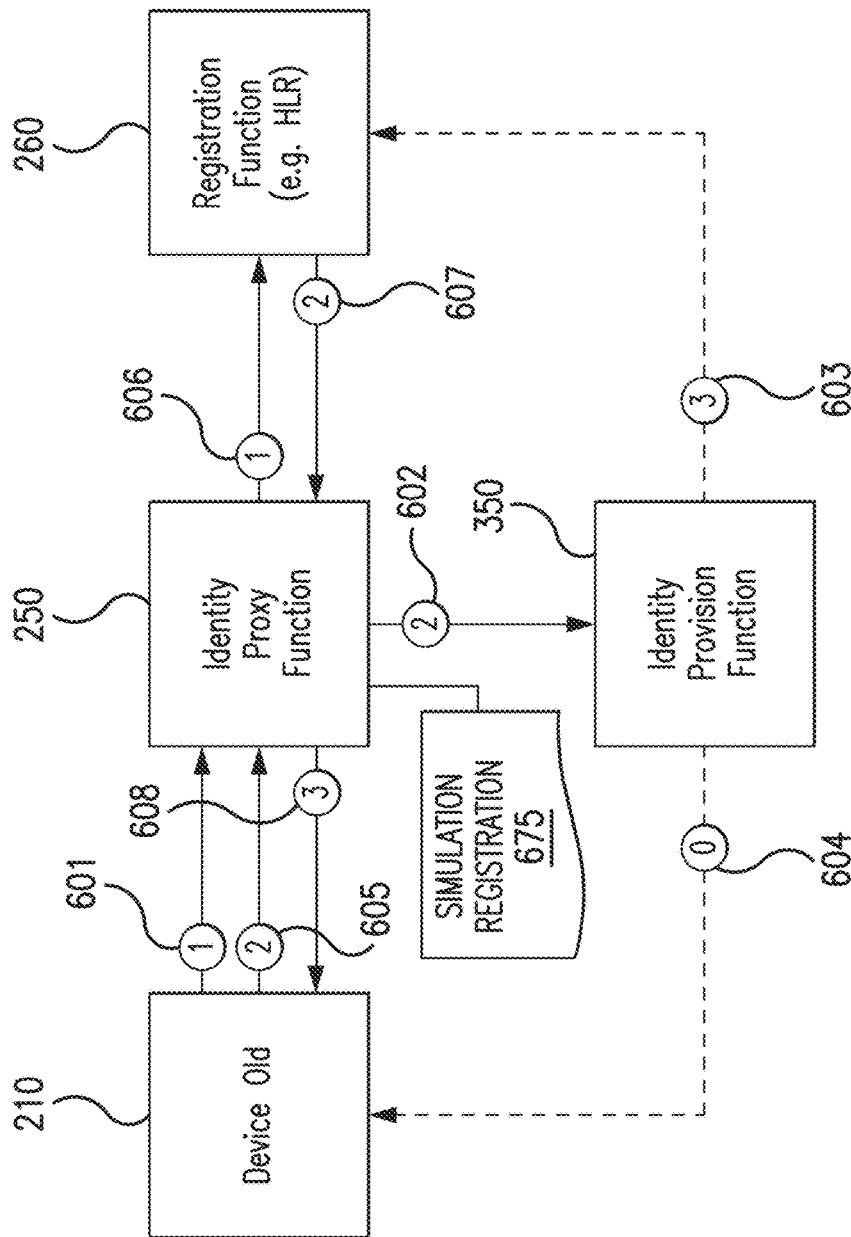 210
Device Old
601
1
2
605
608
3
250
Identity
Proxy
Function
SIMULATION
REGISTRATION
675
2
602
606
1
2
607
260
Registration
Function
(e.g. HLR)
350
Identity
Provision
Function
0
604
3
603